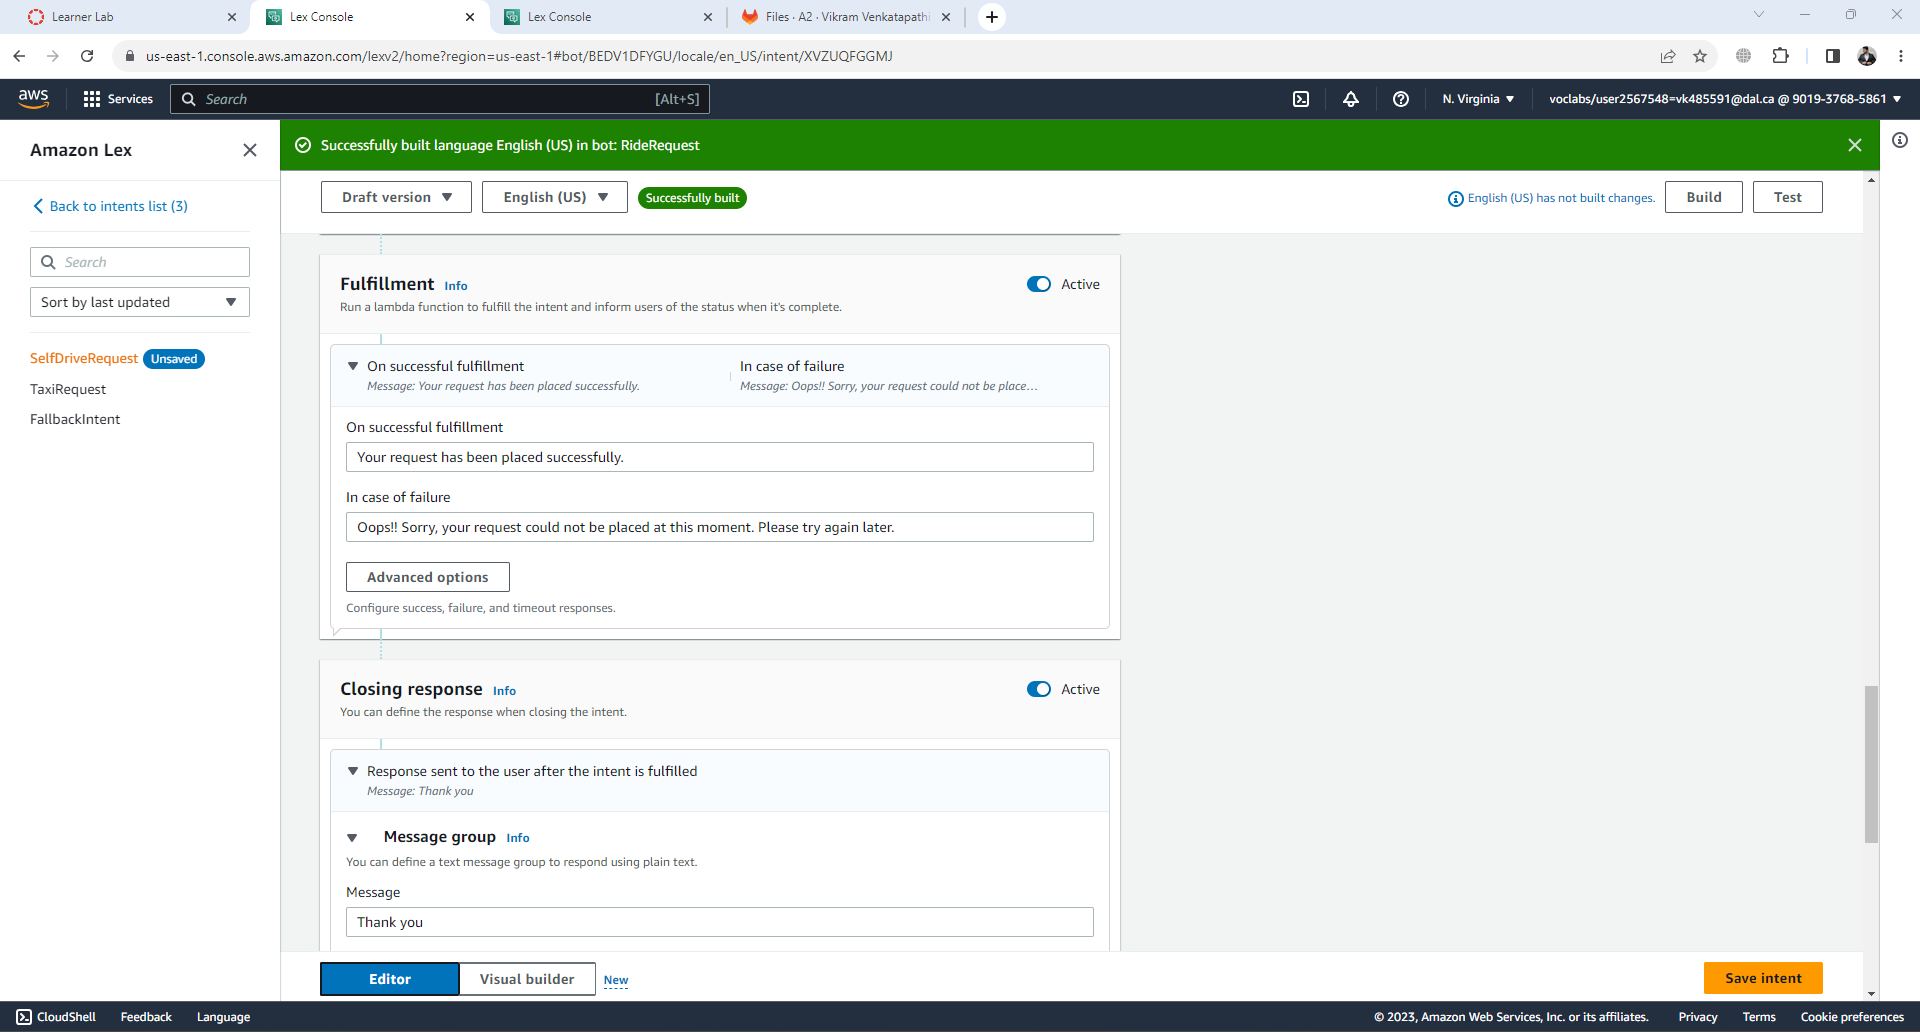 Learner Lab
Lex Console
Lex Console
Files · A2 · Vikram Venkatapathi
us-east-1.console.aws.amazon.com/lexv2/home?region=us-east-1#bot/BEDV1DFYGU/locale/en_US/intent/XVZUQFGGMJ
aws
Services
Search
[Alt+S]
N. Virginia
voclabs/user2567548=vk485591@dal.ca @ 9019-3768-5861
Amazon Lex
Successfully built language English (US) in bot: RideRequest
Back to intents list (3)
Search
Sort by last updated
SelfDriveRequest Unsaved
TaxiRequest
FallbackIntent
Draft version
English (US)
Successfully built
English (US) has not built changes.
Build
Test
Fulfillment Info
Active
Run a lambda function to fulfill the intent and inform users of the status when it's complete.
On successful fulfillment
Message: Your request has been placed successfully.
In case of failure
Message: Oops!! Sorry, your request could not be place...
On successful fulfillment
Your request has been placed successfully.
In case of failure
Oops!! Sorry, your request could not be placed at this moment. Please try again later.
Advanced options
Configure success, failure, and timeout responses.
Closing response Info
Active
You can define the response when closing the intent.
Response sent to the user after the intent is fulfilled
Message: Thank you
Message group Info
You can define a text message group to respond using plain text.
Message
Thank you
Editor
Visual builder
New
Save intent
CloudShell
Feedback
Language
© 2023, Amazon Web Services, Inc. or its affiliates.
Privacy
Terms
Cookie preferences